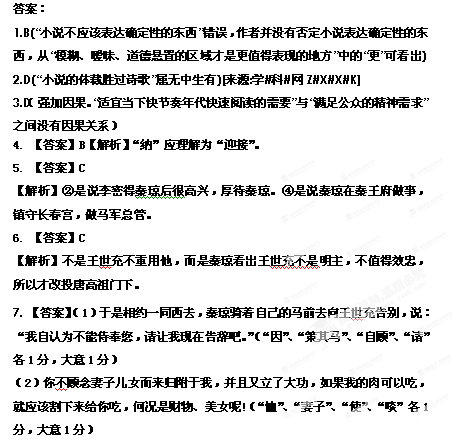 答案：
1.B(“小说不应该表达确定性的东西”错误，作者并没有否定小说表达确定性的东
西，从“模糊、暧昧、道德悬置的区域才是更值得表现的地方”中的“更”可看出)
2.D(“小说的体裁胜过诗歌”属无中生有)[来源:学#科#网Z#X#X#K]
3.D( 强加因果。“适宜当下快节奏年代快速阅读的需要”与“满足公众的精神需求”
之间没有因果关系)
4. 【答案】B【解析】“纳”应理解为“迎接”。
5. 【答案】C
【解析】②是说李密得秦琼后很高兴，厚待秦琼。④是说秦琼在秦王府做事，
镇守长春宫，做马军总管。
6. 【答案】C
【解析】不是王世充不重用他，而是秦琼看出王世充不是明主，不值得效忠，
所以才改投唐高祖门下。
7. 【答案】（1）于是相约一同西去，秦琼骑着自己的马前去向王世充告别，说：
“我自认为不能侍奉您，请让我现在告辞吧。”（“因”、“策其马”、“自顾”、“请”
各1分，大意1分）
（2）你不顾念妻子儿女而来归附于我，并且又立了大功，如果我的肉可以吃，
就应该割下来给你吃，何况是财物、美女呢！（“恤”、“妻子”、“使”、“啖”各1
分，大意1分）